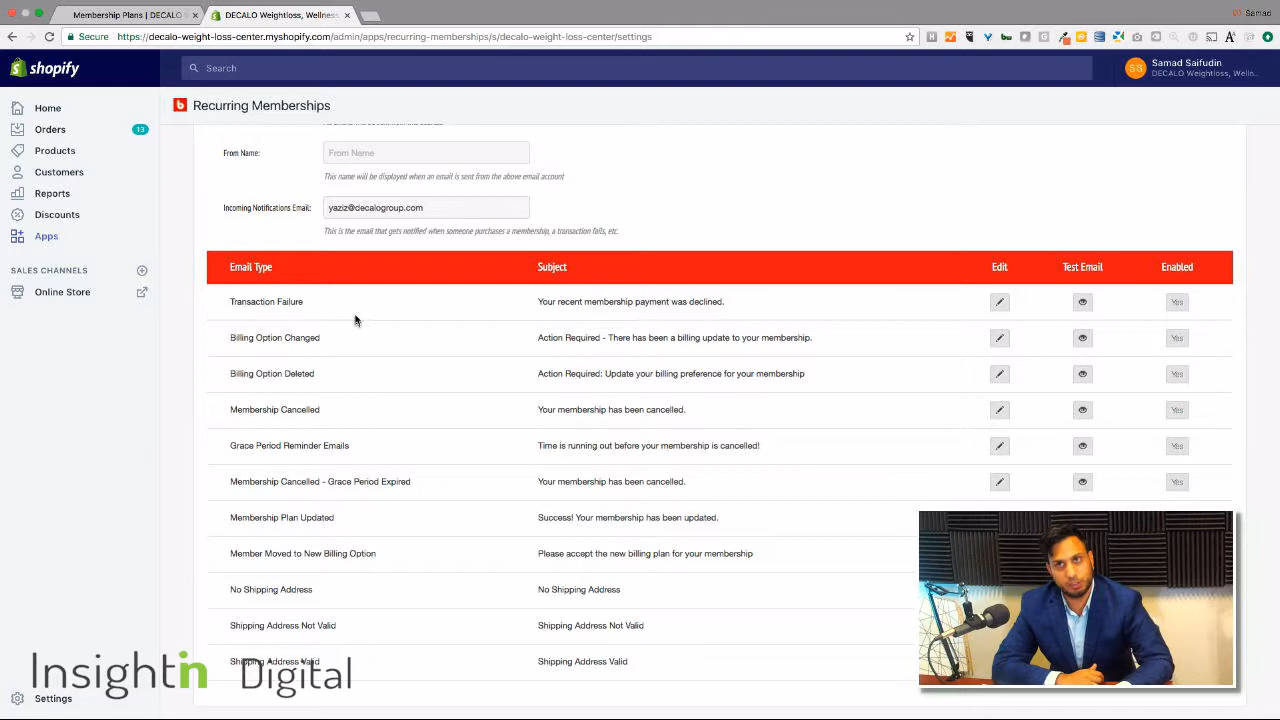 Membership Plans | DECALO
DECALO Weightloss, Wellness,
Samad
Secure
https://decalo-weight-loss-center.myshopify.com/admin/apps/recurring-memberships/s/decalo-weight-loss-center/settings
shopify
Search
SS
Samad Saifudin
DECALO Weightloss, Welln...
Home
Orders
13
Products
Customers
Reports
Discounts
Apps
SALES CHANNELS
Online Store
Settings
b
Recurring Memberships
From Name:
From Name
This name will be displayed when an email is sent from the above email account
Incoming Notifications Email:
yaziz@decalogroup.com
This is the email that gets notified when someone purchases a membership, a transaction fails, etc.
Email Type Subject Edit Test Email Enabled
Transaction Failure Your recent membership payment was declined. Yes
Billing Option Changed Action Required - There has been a billing update to your membership. Yes
Billing Option Deleted Action Required: Update your billing preference for your membership Yes
Membership Cancelled Your membership has been cancelled. Yes
Grace Period Reminder Emails Time is running out before your membership is cancelled! Yes
Membership Cancelled - Grace Period Expired Your membership has been cancelled. Yes
Membership Plan Updated Success! Your membership has been updated.
Member Moved to New Billing Option Please accept the new billing plan for your membership
No Shipping Address No Shipping Address
Shipping Address Not Valid Shipping Address Not Valid
Shipping Address Valid Shipping Address Valid
Insightin Digital